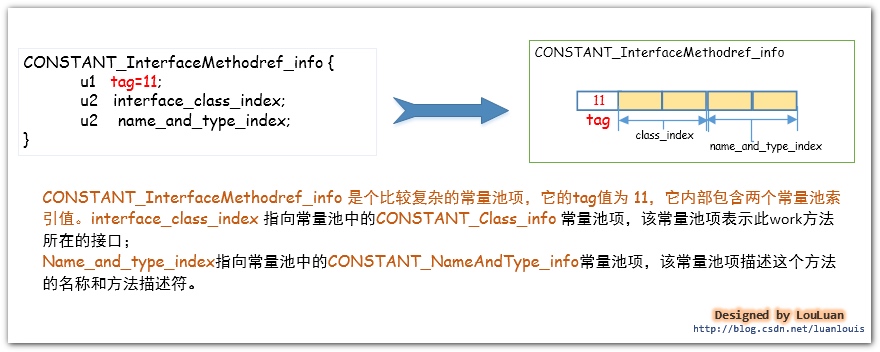 CONSTANT_InterfaceMethodref_info {
u1 tag=11;
u2 interface_class_index;
u2 name_and_type_index;
}
CONSTANT_InterfaceMethodref_info
11
tag
class_index
name_and_type_index
CONSTANT_InterfaceMethodref_info 是个比较复杂的常量池项，它的tag值为 11，它内部包含两个常量池索
引值。interface_class_index 指向常量池中的CONSTANT_Class_info 常量池项，该常量池项表示此work方法
所在的接口；
Name_and_type_index指向常量池中的CONSTANT_NameAndType_info常量池项，该常量池项描述这个方法
的名称和方法描述符。
Designed by LouLuan
http://blog.csdn.net/luanlouis